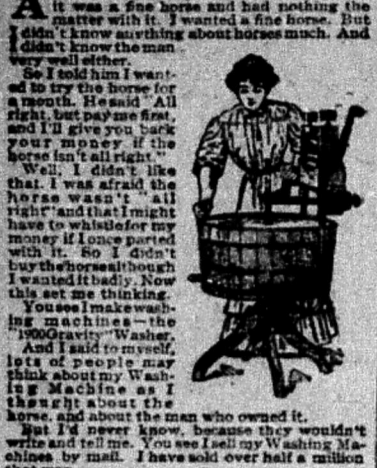 it was a fine horse and had nothing the
matter with it. I wanted a fine horse. But
I didn't know anything about horses much. And
I didn't know the man
very well either.
So I told him I want-
ed to try the horse for
a month. He said "All
right, but pay me first,
and I'll give you back
your money if the
horse isn't all right."
Well, I didn't like
that. I was afraid the
horse wasn't "all
right" and that I might
have to whistle for my
money if I once parted
with it. So I didn't
buy the horse although
I wanted it badly. Now
this set me thinking.
You see I make wash-
ing machines—the
"1900 Gravity" Washer.
And I said to myself,
lots of people may
think about my Wash-
ing Machine as I
thought about the
horse, and about the man who owned it.
But I'd never know, because they wouldn't
write and tell me. You see I sell my Washing Ma-
chines by mail. I have sold over half a million
that way.